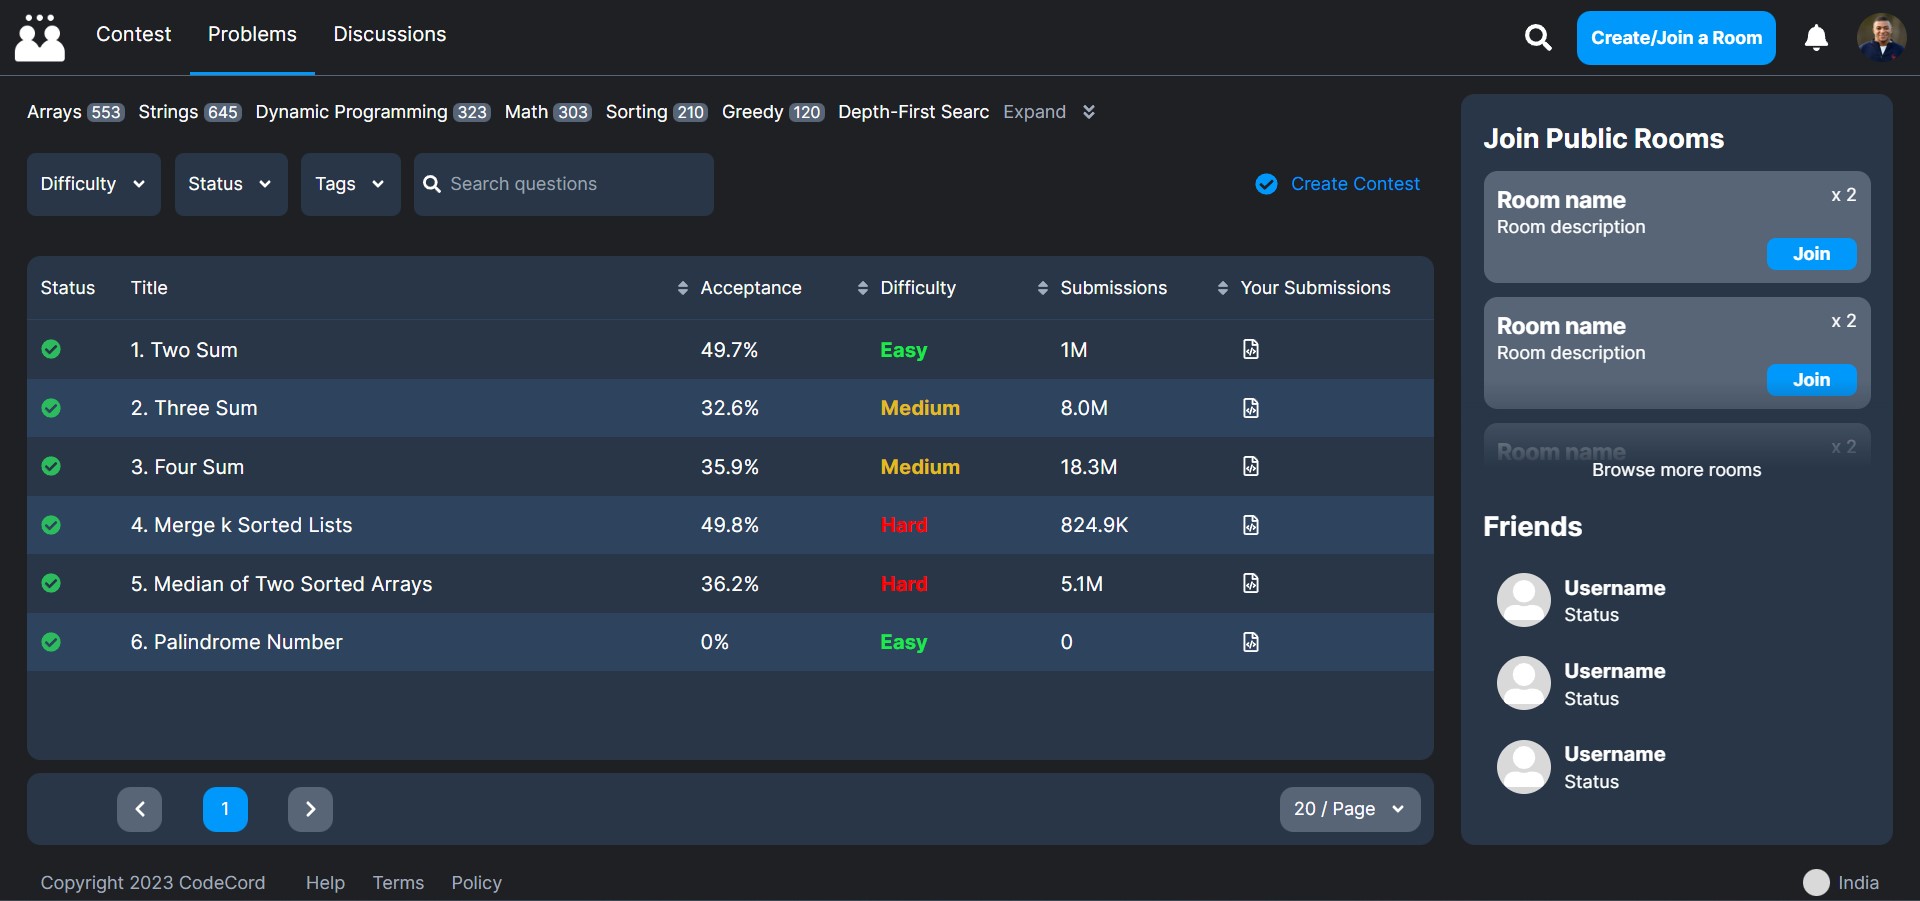 Contest Problems Discussions Create/Join a Room
Arrays 553 Strings 645 Dynamic Programming 323 Math 303 Sorting 210 Greedy 120 Depth-First Searc Expand
Difficulty Status Tags Search questions Create Contest
Status Title Acceptance Difficulty Submissions Your Submissions
1. Two Sum 49.7% Easy 1M
2. Three Sum 32.6% Medium 8.0M
3. Four Sum 35.9% Medium 18.3M
4. Merge k Sorted Lists 49.8% Hard 824.9K
5. Median of Two Sorted Arrays 36.2% Hard 5.1M
6. Palindrome Number 0% Easy 0
1 20 / Page
Join Public Rooms
Room name x 2
Room description
Join
Room name x 2
Room description
Join
Room name x 2
Browse more rooms
Friends
Username
Status
Username
Status
Username
Status
Copyright 2023 CodeCord Help Terms Policy India